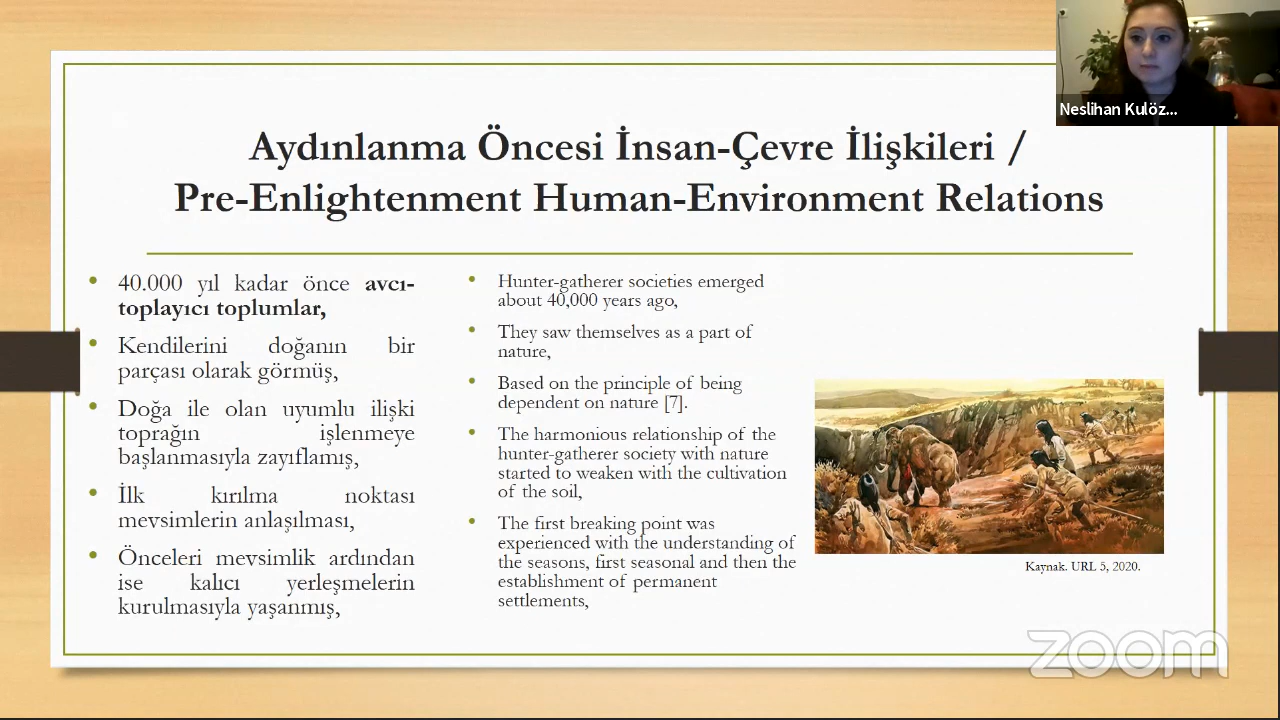 Neslihan Kulöz...
Aydınlanma Öncesi İnsan-Çevre İlişkileri /
Pre-Enlightenment Human-Environment Relations
• 40.000 yıl kadar önce avcı-
toplayıcı toplumlar,
• Kendilerini doğanın bir
parçası olarak görmüş,
• Doğa ile olan uyumlu ilişki
toprağın işlenmeye
başlanmasıyla zayıflamış,
• İlk kırılma noktası
mevsimlerin anlaşılması,
• Önceleri mevsimlik ardından
ise kalıcı yerleşmelerin
kurulmasıyla yaşanmış,
• Hunter-gatherer societies emerged
about 40,000 years ago,
• They saw themselves as a part of
nature,
• Based on the principle of being
dependent on nature [7].
• The harmonious relationship of the
hunter-gatherer society with nature
started to weaken with the cultivation
of the soil,
• The first breaking point was
experienced with the understanding of
the seasons, first seasonal and then the
establishment of permanent
settlements,
Kaynak. URL 5, 2020.
zoom